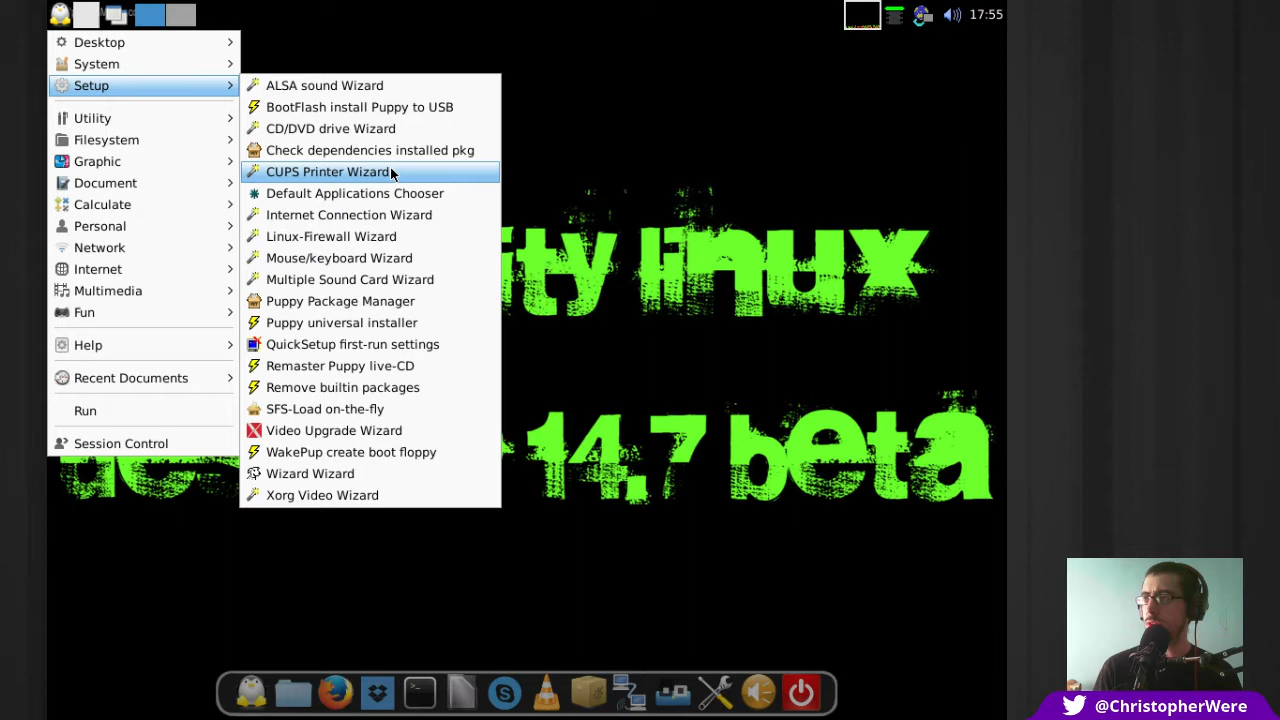 17:55
Desktop
System
Setup
Utility
Filesystem
Graphic
Document
Calculate
Personal
Network
Internet
Multimedia
Fun
Help
Recent Documents
Run
Session Control
ALSA sound Wizard
BootFlash install Puppy to USB
CD/DVD drive Wizard
Check dependencies installed pkg
CUPS Printer Wizard
Default Applications Chooser
Internet Connection Wizard
Linux-Firewall Wizard
Mouse/keyboard Wizard
Multiple Sound Card Wizard
Puppy Package Manager
Puppy universal installer
QuickSetup first-run settings
Remaster Puppy live-CD
Remove builtin packages
SFS-Load on-the-fly
Video Upgrade Wizard
WakePup create boot floppy
Wizard Wizard
Xorg Video Wizard
ity linux
14.7 beta
@ChristopherWere